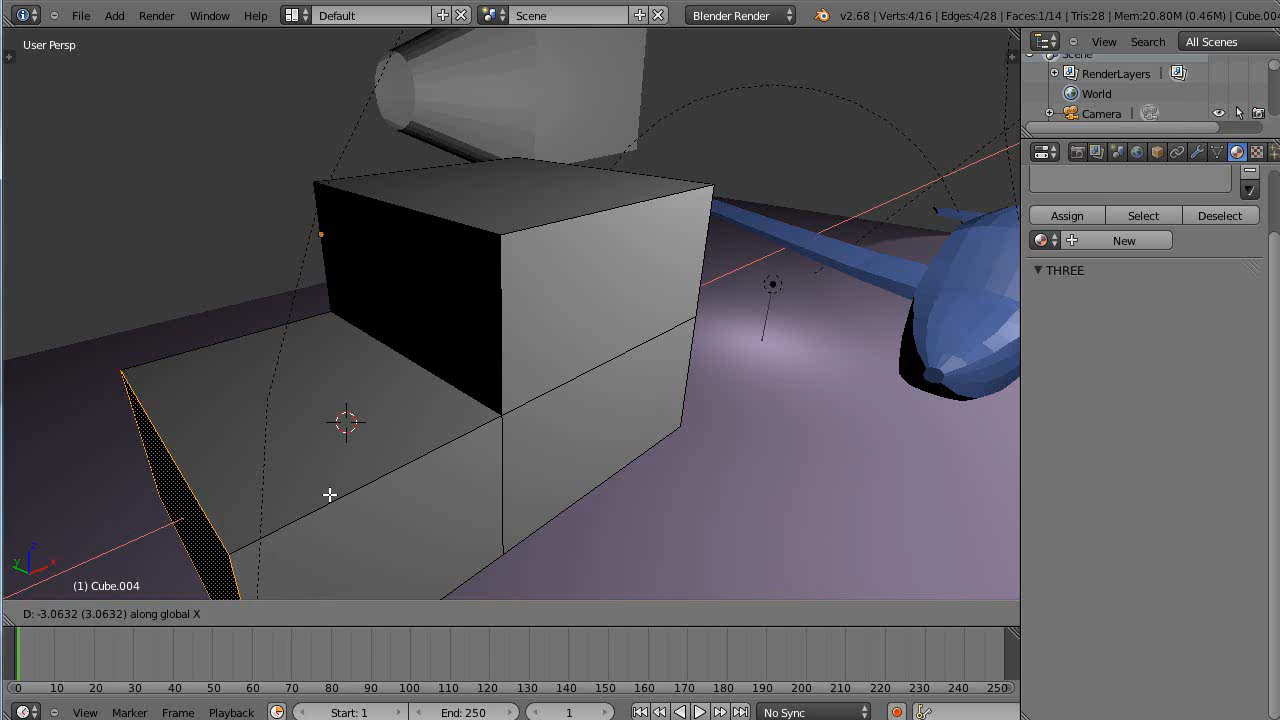 File Add Render Window Help Default Scene Blender Render v2.68 | Verts:4/16 | Edges:4/28 | Faces:1/14 | Tris:28 | Mem:20.80M (0.46M) | Cube.004
User Persp
View Search All Scenes
Scene
RenderLayers
World
Camera
Assign Select Deselect
New
THREE
z
y x
(1) Cube.004
D: -3.0632 (3.0632) along global X
0 10 20 30 40 50 60 70 80 90 100 110 120 130 140 150 160 170 180 190 200 210 220 230 240 250
View Marker Frame Playback Start: 1 End: 250 1 No Sync